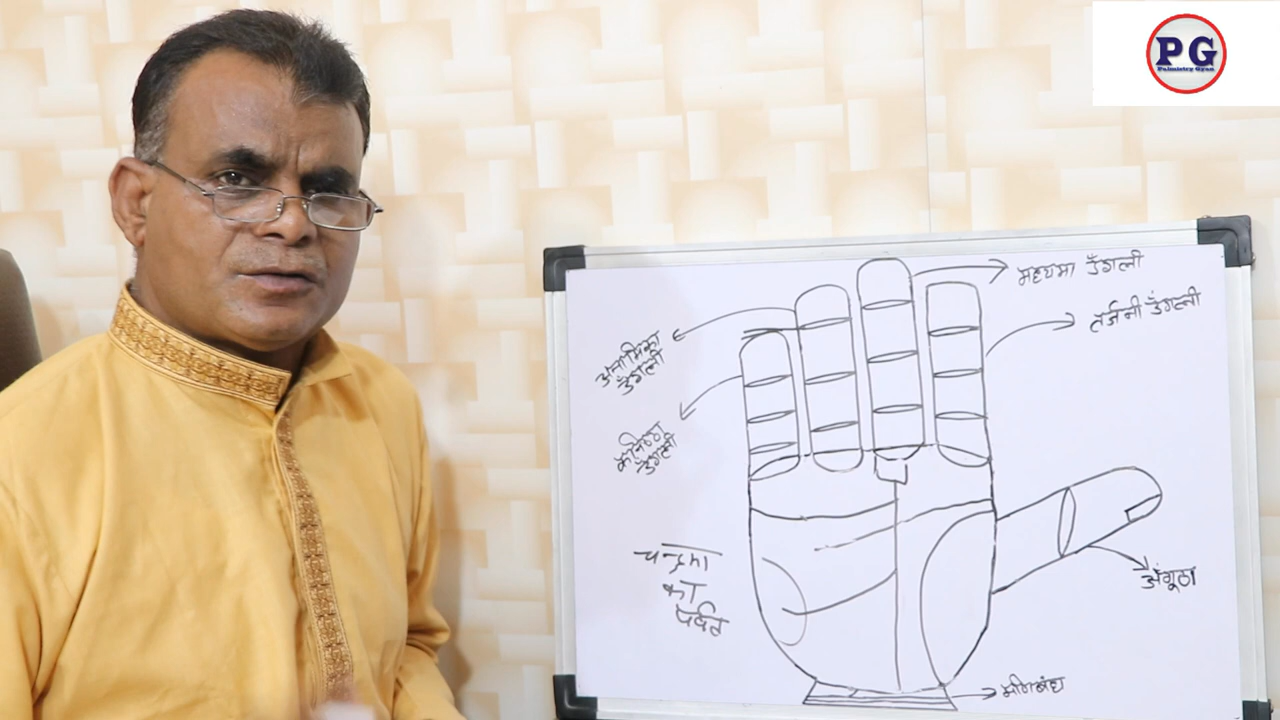 PG
Palmistry Gyan
मध्यमा उँगली
तर्जनी उँगली
अनामिका
उँगली
कनिष्ठा
उँगली
चन्द्रमा
का
पर्वत
अँगूठा
मणिबंध